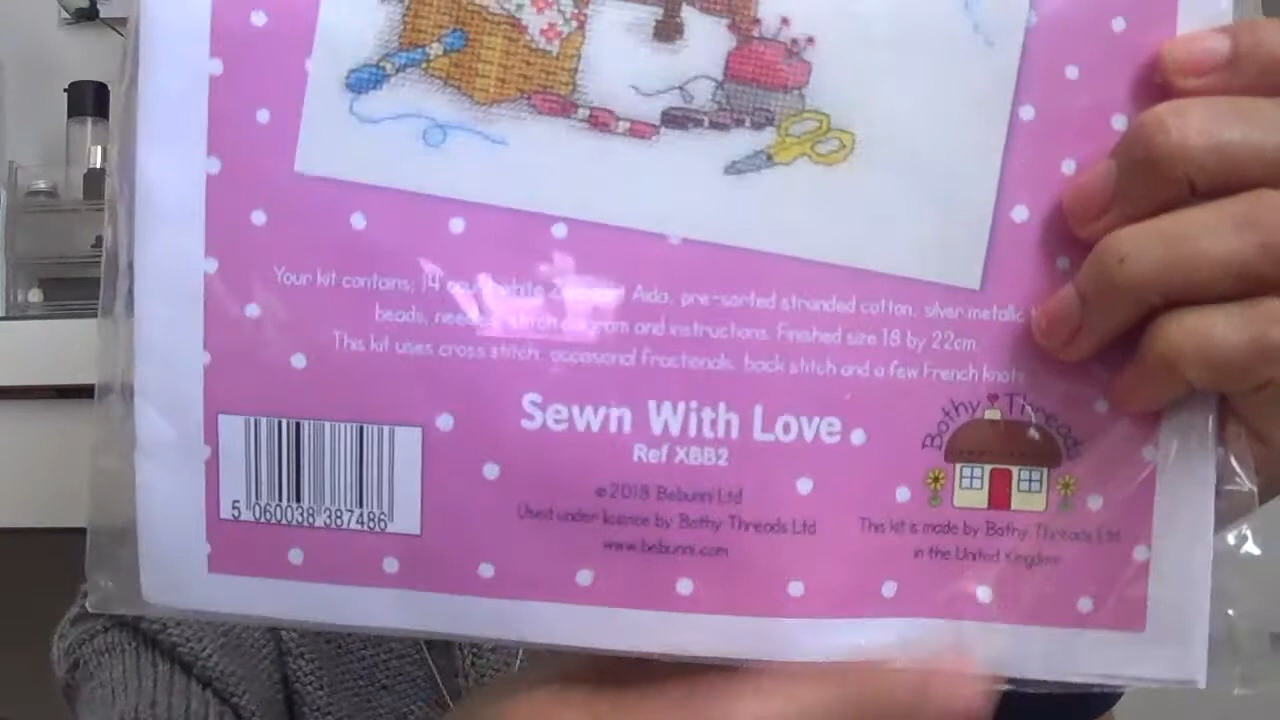 Your kit contains; 14 count white Aida, pre-sorted stranded cotton, silver metallic
beads, needle, stitch diagram and instructions. Finished size 18 by 22cm.
This kit uses cross stitch, occasional fractionals, back stitch and a few French knots
Sewn With Love
Ref XBB2
©2018 Bebunni Ltd
Used under licence by Bothy Threads Ltd
www.bebunni.com
5 060038 387486
Bothy Threads
This kit is made by Bothy Threads Ltd
in the United Kingdom